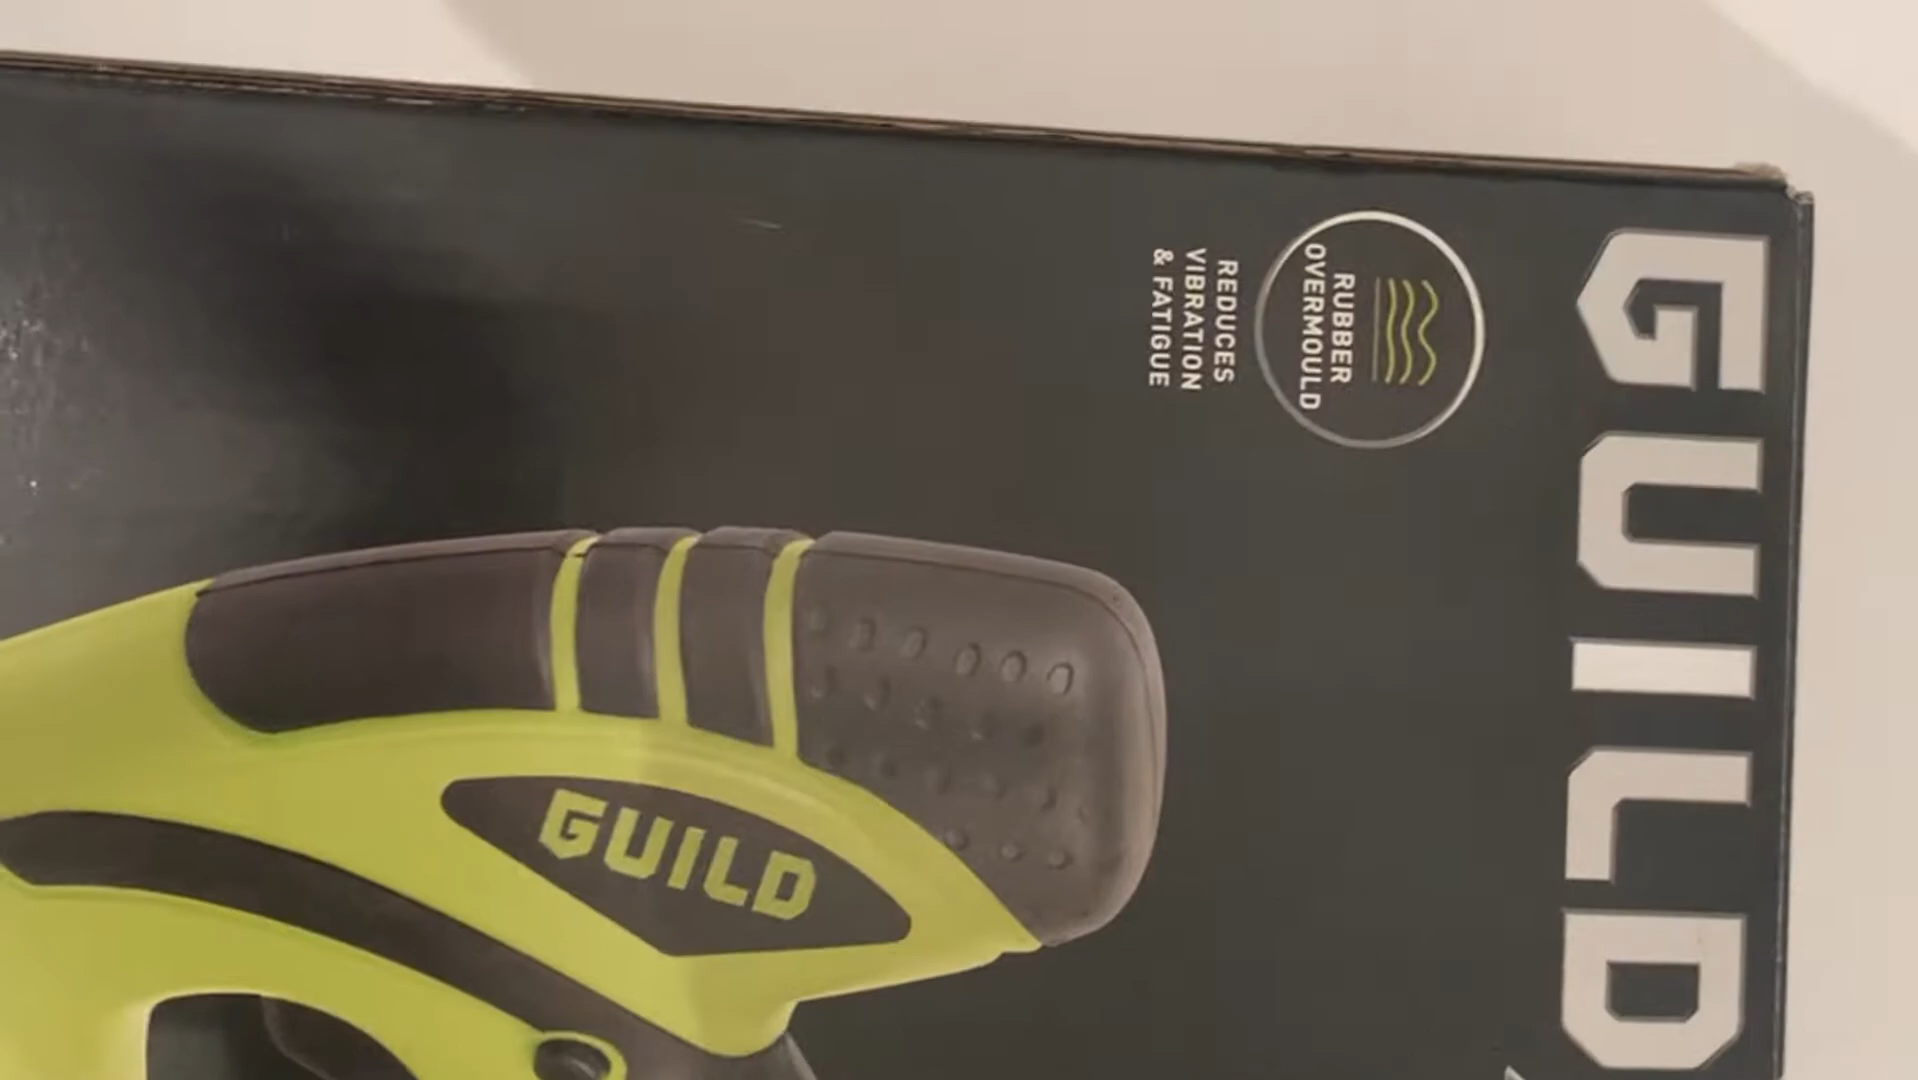 GUILD
RUBBER
OVERMOULD
REDUCES
VIBRATION
& FATIGUE
GUILD